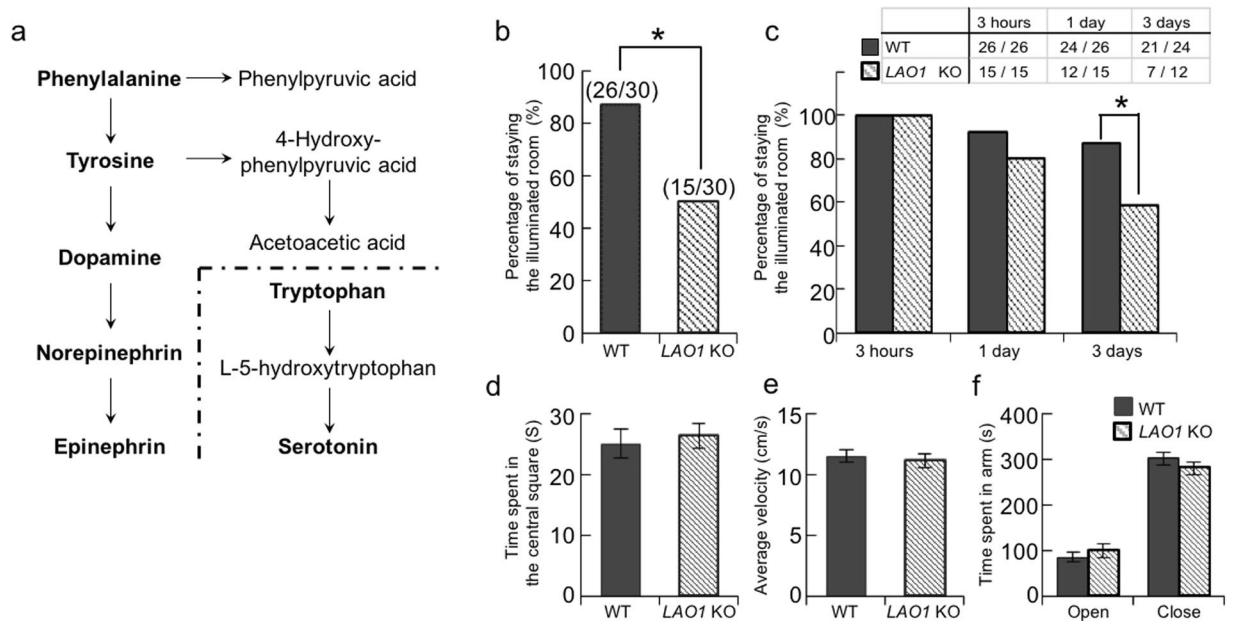 a
Phenylalanine
Phenylpyruvic acid
Tyrosine
4-Hydroxy-
phenylpyruvic acid
Dopamine
Acetoacetic acid
Tryptophan
Norepinephrin
L-5-hydroxytryptophan
Epinephrin
Serotonin
b
*
Percentage of staying
the illuminated room (%)
100
80
60
40
20
0
(26/30)
(15/30)
WT
LAO1 KO
c
3 hours 1 day 3 days
WT 26 / 26 24 / 26 21 / 24
LAO1 KO 15 / 15 12 / 15 7 / 12
*
Percentage of staying
the illuminated room (%)
100
80
60
40
20
0
3 hours
1 day
3 days
d
Time spent in
the central square (S)
30
20
10
0
WT
LAO1 KO
e
Average velocity (cm/s)
15
10
5
0
WT
LAO1 KO
f
WT
LAO1 KO
Time spent in arm (s)
400
300
200
100
0
Open
Close